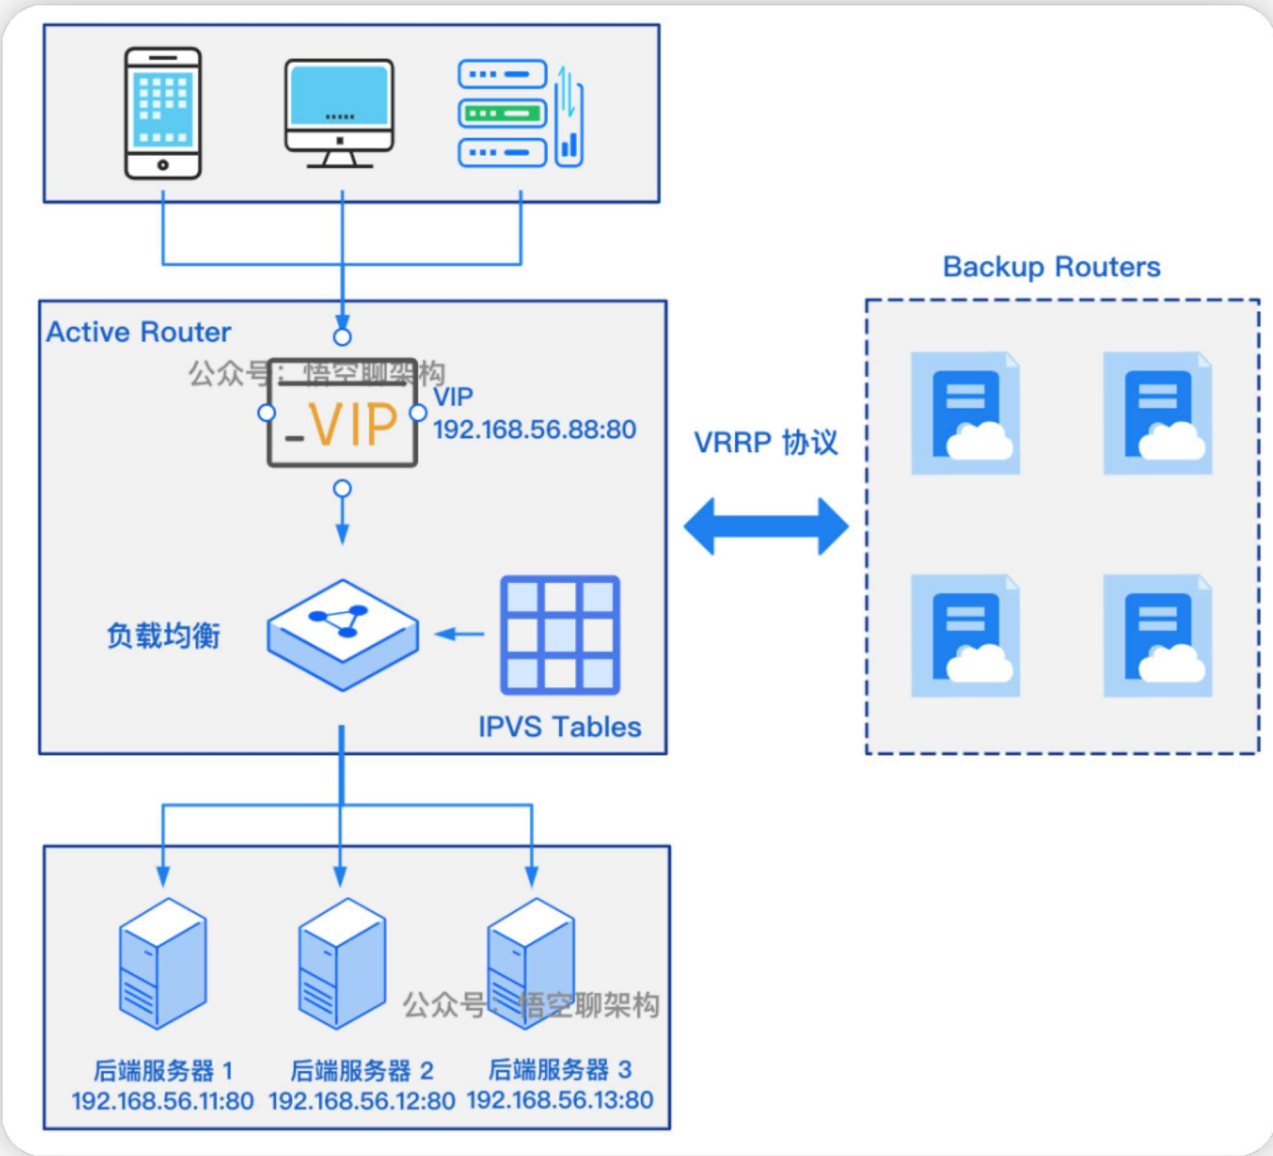 Backup Routers
Active Router
公众号：悟空聊架构
VIP
192.168.56.88:80
_VIP
VRRP 协议
负载均衡
IPVS Tables
公众号：悟空聊架构
后端服务器 1
192.168.56.11:80
后端服务器 2
192.168.56.12:80
后端服务器 3
192.168.56.13:80